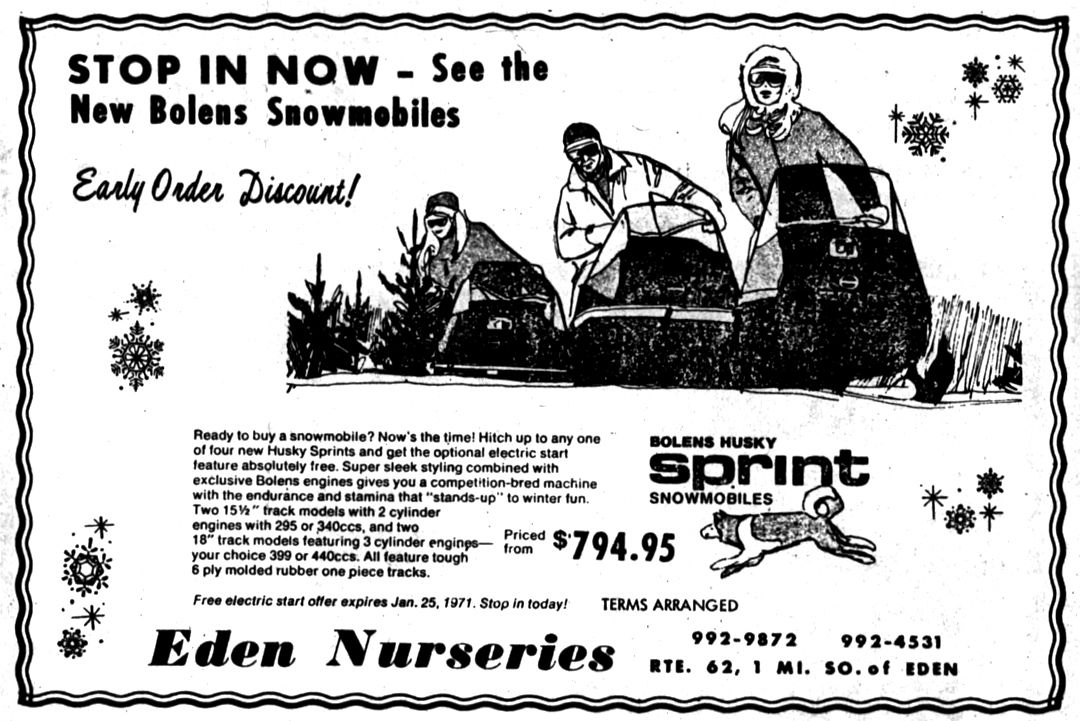 STOP IN NOW – See the
New Bolens Snowmobiles
Early Order Discount!
Ready to buy a snowmobile? Now's the time! Hitch up to any one
of four new Husky Sprints and get the optional electric start
feature absolutely free. Super sleek styling combined with
exclusive Bolens engines gives you a competition-bred machine
with the endurance and stamina that "stands-up" to winter fun.
Two 15½" track models with 2 cylinder
engines with 295 or 340ccs, and two
18" track models featuring 3 cylinder engines—
your choice 399 or 440ccs. All feature tough
6 ply molded rubber one piece tracks.
Priced
from
$794.95
BOLENS HUSKY
sprint
SNOWMOBILES
Free electric start offer expires Jan. 25, 1971. Stop in today!
TERMS ARRANGED
Eden Nurseries
992-9872 992-4531
RTE. 62, 1 MI. SO. of EDEN